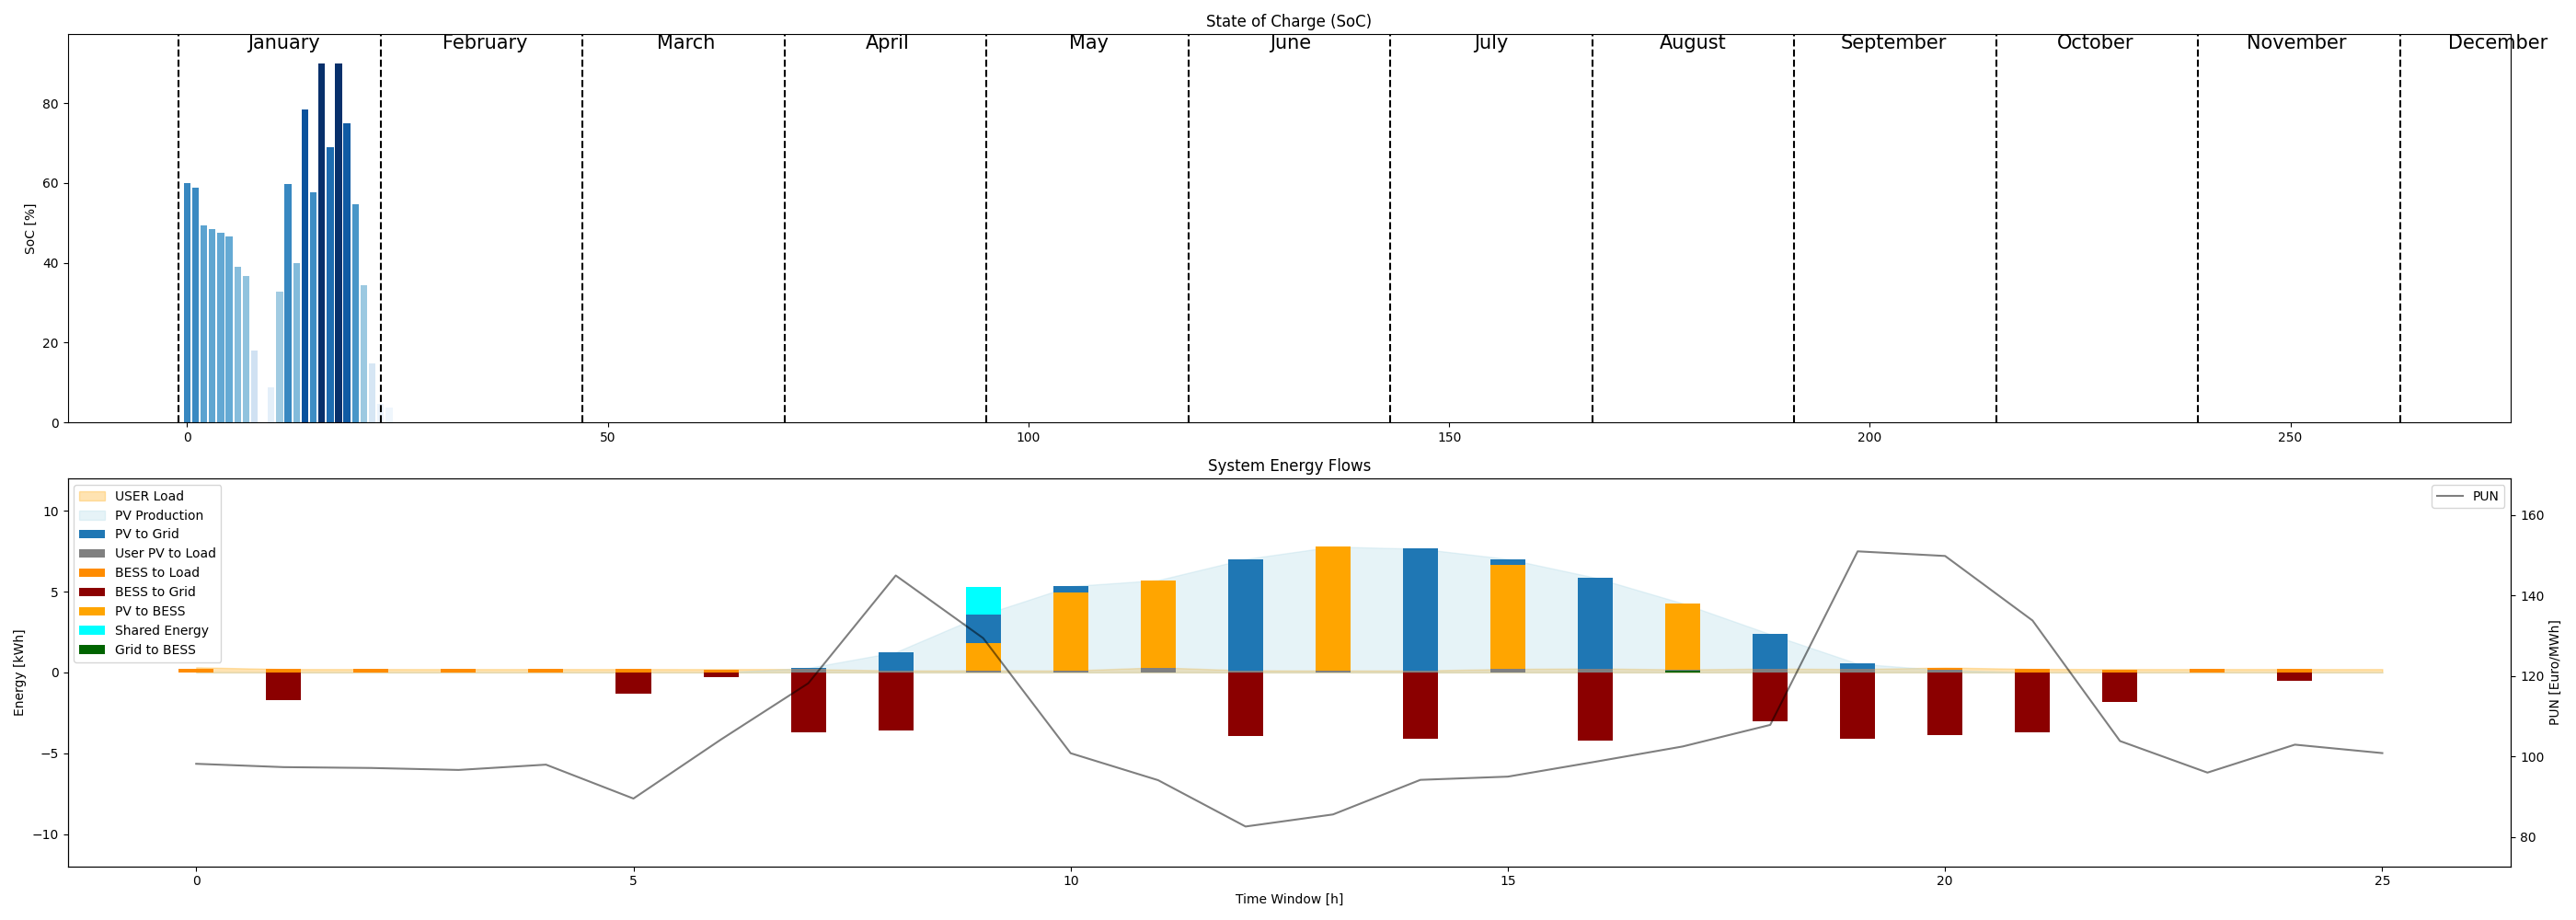 State of Charge (SoC)
January February March April May June July August September October November December
80
60
40
20
0
SoC [%]
0 50 100 150 200 250
System Energy Flows
USER Load
PV Production
PV to Grid
User PV to Load
BESS to Load
BESS to Grid
PV to BESS
Shared Energy
Grid to BESS
PUN
10
5
0
−5
−10
Energy [kWh]
160
140
120
100
80
PUN [Euro/MWh]
0 5 10 15 20 25
Time Window [h]